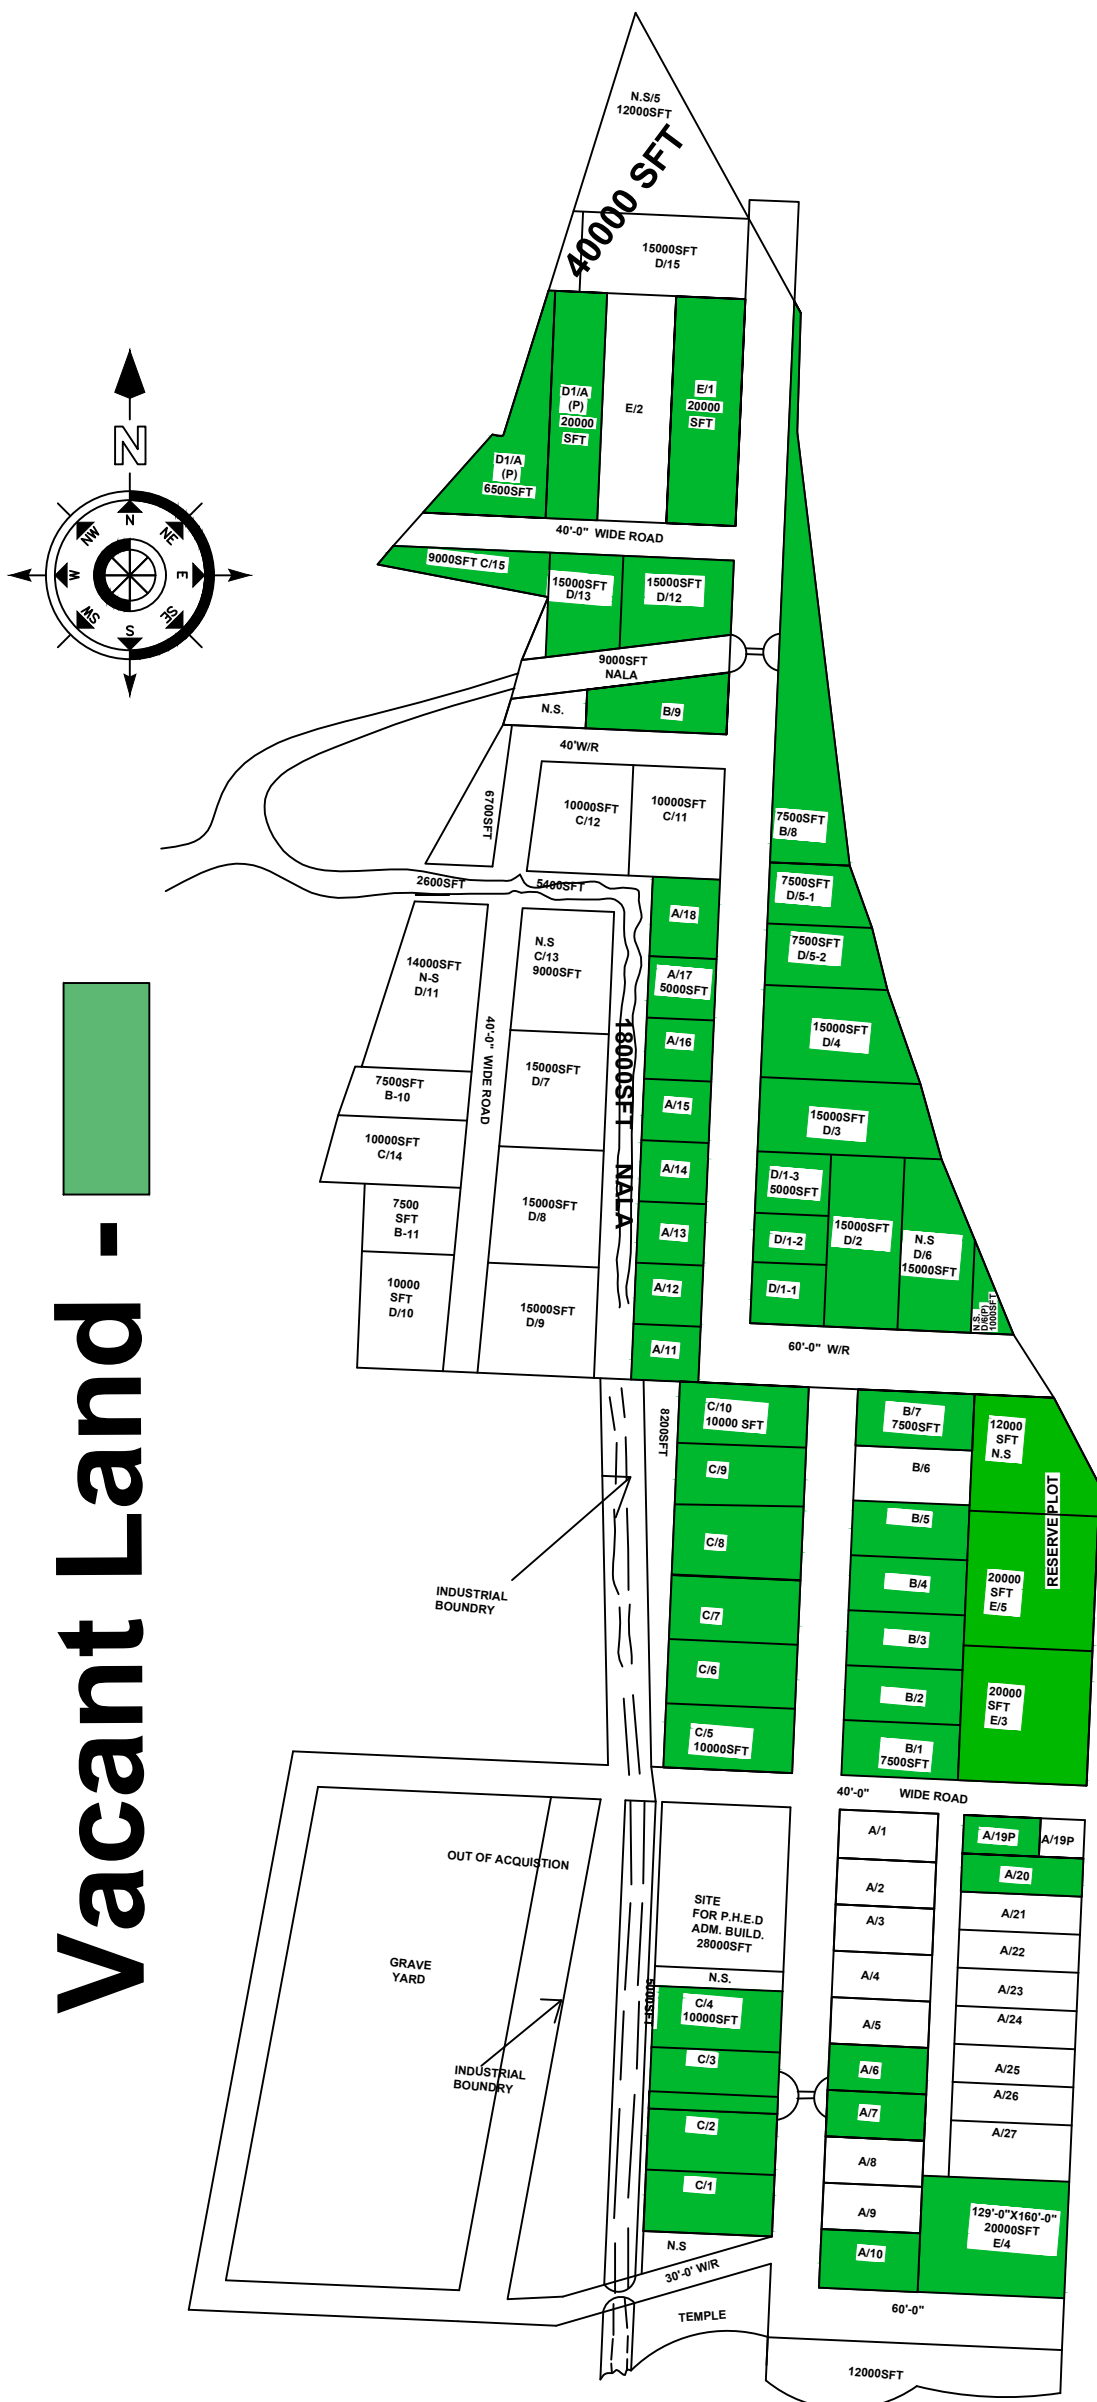 N.S/5
12000SFT
40000 SFT
15000SFT
D/15
D1/A
(P)
20000
SFT
E/2
E/1
20000
SFT
D1/A
(P)
6500SFT
40'-0" WIDE ROAD
9000SFT C/15
15000SFT
D/13
15000SFT
D/12
9000SFT
NALA
N.S.
B/9
40'W/R
6700SFT
10000SFT
C/12
10000SFT
C/11
7500SFT
B/8
2600SFT
5400SFT
7500SFT
D/5-1
A/18
7500SFT
D/5-2
14000SFT
N-S
D/11
N.S
C/13
9000SFT
A/17
5000SFT
40'-0" WIDE ROAD
18000SFT NALA
A/16
15000SFT
D/4
7500SFT
B-10
15000SFT
D/7
A/15
15000SFT
D/3
10000SFT
C/14
A/14
D/1-3
5000SFT
7500
SFT
B-11
15000SFT
D/8
A/13
D/1-2
15000SFT
D/2
N.S
D/6
15000SFT
10000
SFT
D/10
15000SFT
D/9
A/12
D/1-1
N.S.
D/6(P)
1000SFT
A/11
60'-0" W/R
8200SFT
C/10
10000 SFT
B/7
7500SFT
12000
SFT
N.S
C/9
B/6
RESERVE PLOT
C/8
B/5
INDUSTRIAL
BOUNDRY
B/4
20000
SFT
E/5
C/7
B/3
C/6
B/2
20000
SFT
E/3
C/5
10000SFT
B/1
7500SFT
40'-0" WIDE ROAD
A/1
A/19P
A/19P
OUT OF ACQUISTION
A/2
A/20
SITE
FOR P.H.E.D
ADM. BUILD.
28000SFT
A/3
A/21
A/22
GRAVE
YARD
N.S.
A/4
A/23
5000SFT
C/4
10000SFT
A/5
A/24
C/3
A/6
A/25
INDUSTRIAL
BOUNDRY
A/26
C/2
A/7
A/27
C/1
A/8
A/9
129'-0"X160'-0"
20000SFT
E/4
N.S
A/10
30'-0' W/R
TEMPLE
60'-0"
12000SFT
N
N
NE
E
SE
S
SW
W
NW
Vacant Land -